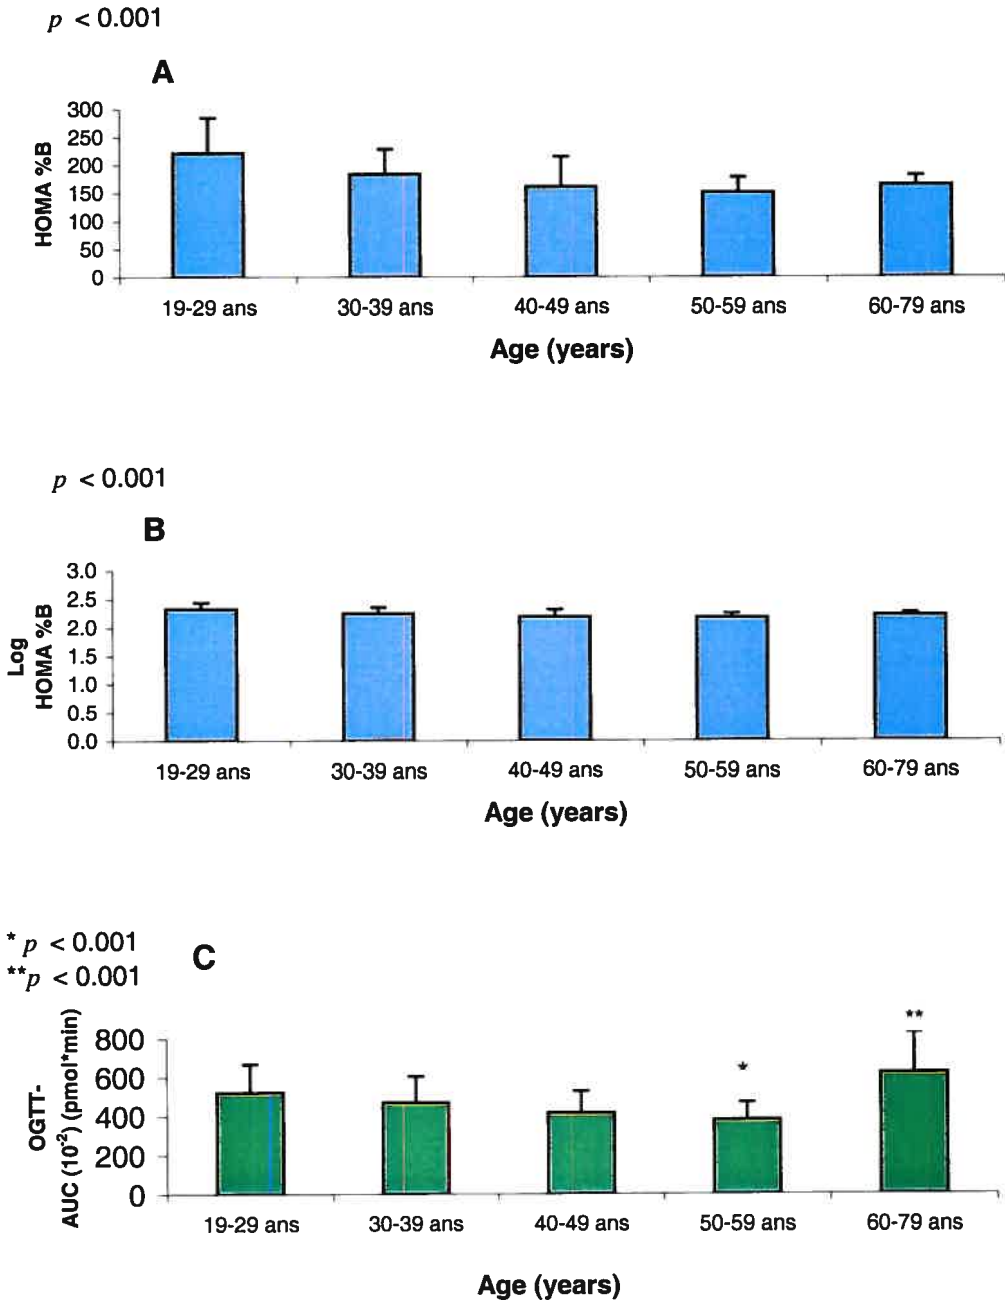 p < 0.001
A
300
250
200
150
100
50
0
HOMA %B
19-29 ans 30-39 ans 40-49 ans 50-59 ans 60-79 ans
Age (years)
p < 0.001
B
3.0
2.5
2.0
1.5
1.0
0.5
0.0
Log
HOMA %B
19-29 ans 30-39 ans 40-49 ans 50-59 ans 60-79 ans
Age (years)
* p < 0.001
**p < 0.001
C
800
600
400
200
0
OGTT-
AUC (10⁻²) (pmol*min)
*
**
19-29 ans 30-39 ans 40-49 ans 50-59 ans 60-79 ans
Age (years)